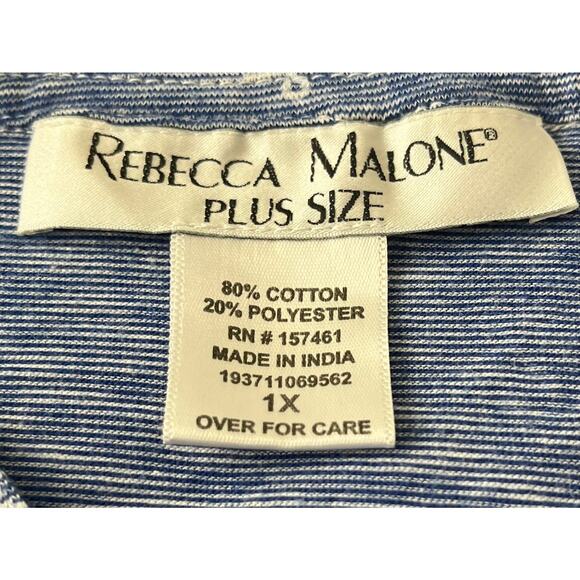 REBECCA MALONE®
PLUS SIZE
80% COTTON
20% POLYESTER
RN # 157461
MADE IN INDIA
193711069562
1X
OVER FOR CARE